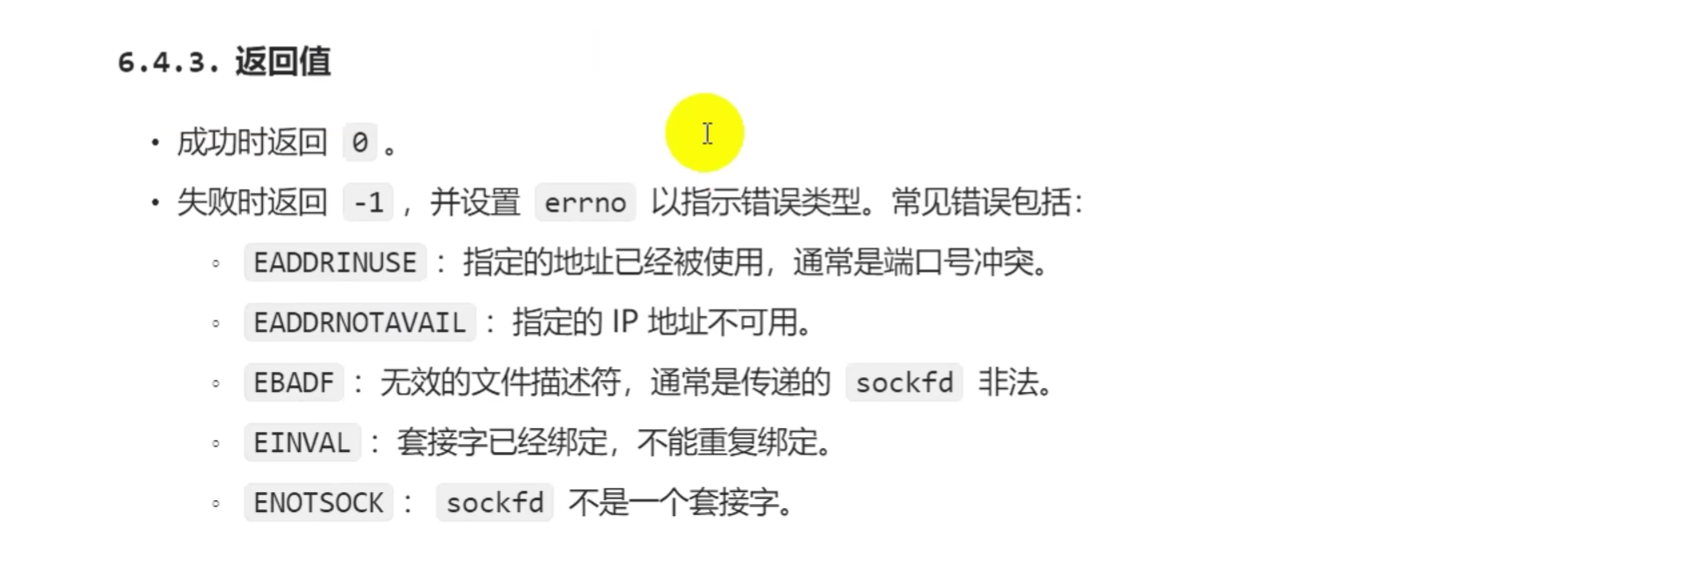 6.4.3. 返回值
• 成功时返回 0 。
• 失败时返回 -1 ，并设置 errno 以指示错误类型。常见错误包括：
◦ EADDRINUSE ：指定的地址已经被使用，通常是端口号冲突。
◦ EADDRNOTAVAIL ：指定的 IP 地址不可用。
◦ EBADF ：无效的文件描述符，通常是传递的 sockfd 非法。
◦ EINVAL ：套接字已经绑定，不能重复绑定。
◦ ENOTSOCK ： sockfd 不是一个套接字。